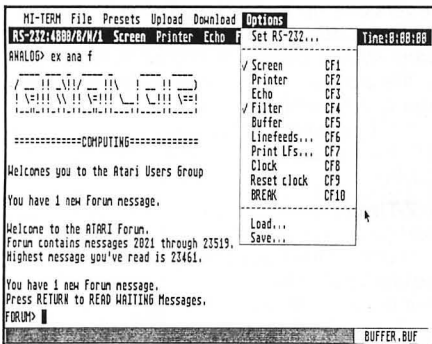 MI-TERM File Presets Upload Download Options
RS-232:4800/8/N/1 Screen Printer Echo F
Time:0:00:00
Set RS-232...
√ Screen CF1
Printer CF2
Echo CF3
√ Filter CF4
Buffer CF5
Linefeeds... CF6
Print LFs... CF7
Clock CF8
Reset clock CF9
BREAK CF10
Load...
Save...
ANALOG> ex ana f
=============COMPUTING=============
Welcomes you to the Atari Users Group
You have 1 new Forum message.
Welcome to the ATARI Forum.
Forum contains messages 2021 through 23519.
Highest message you've read is 23461.
You have 1 new Forum message.
Press RETURN to READ WAITING Messages.
FORUM>
BUFFER.BUF